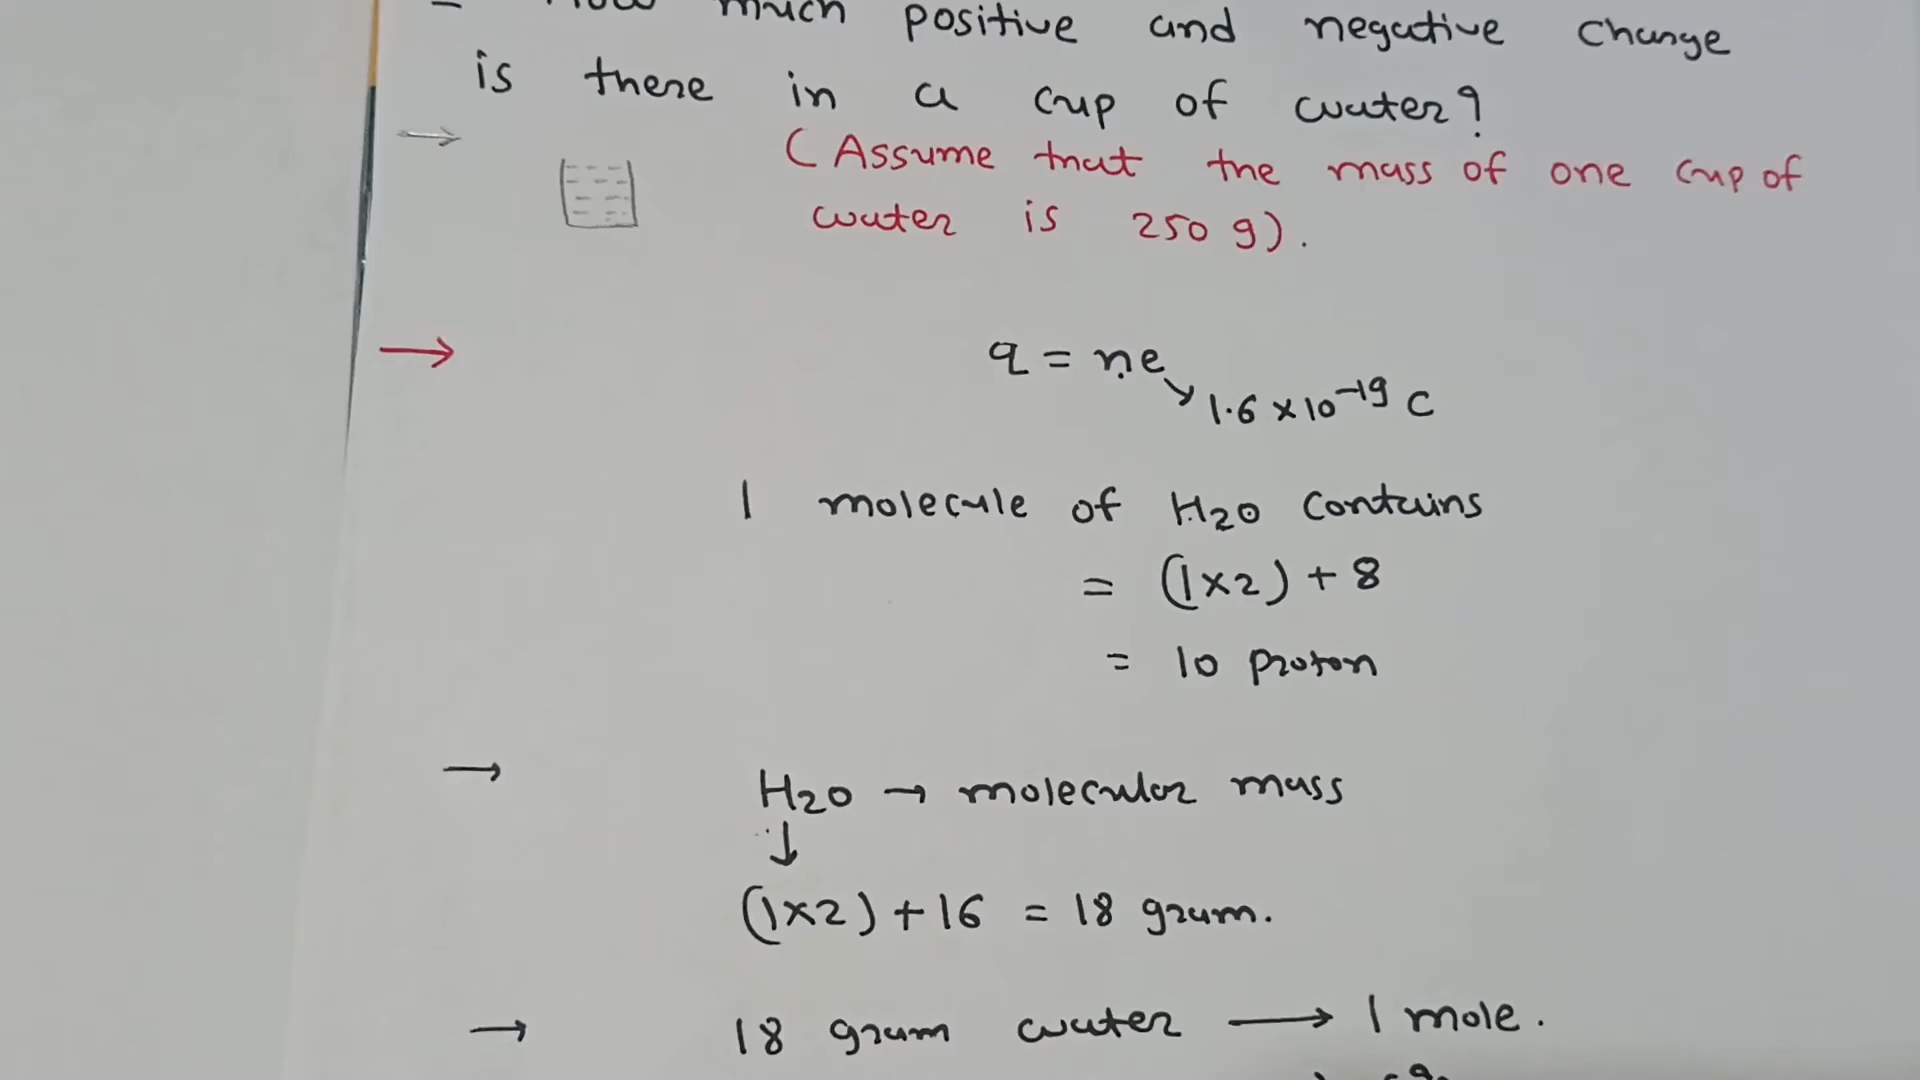 much positive and negative charge
is there in a cup of water?
(Assume that the mass of one cup of
water is 250 g).
q = ne
1.6 × 10⁻¹⁹ C
1 molecule of H₂O contains
= (1×2) + 8
= 10 proton
H₂O → molecular mass
↓
(1×2) + 16 = 18 gram.
→ 18 gram water → 1 mole.